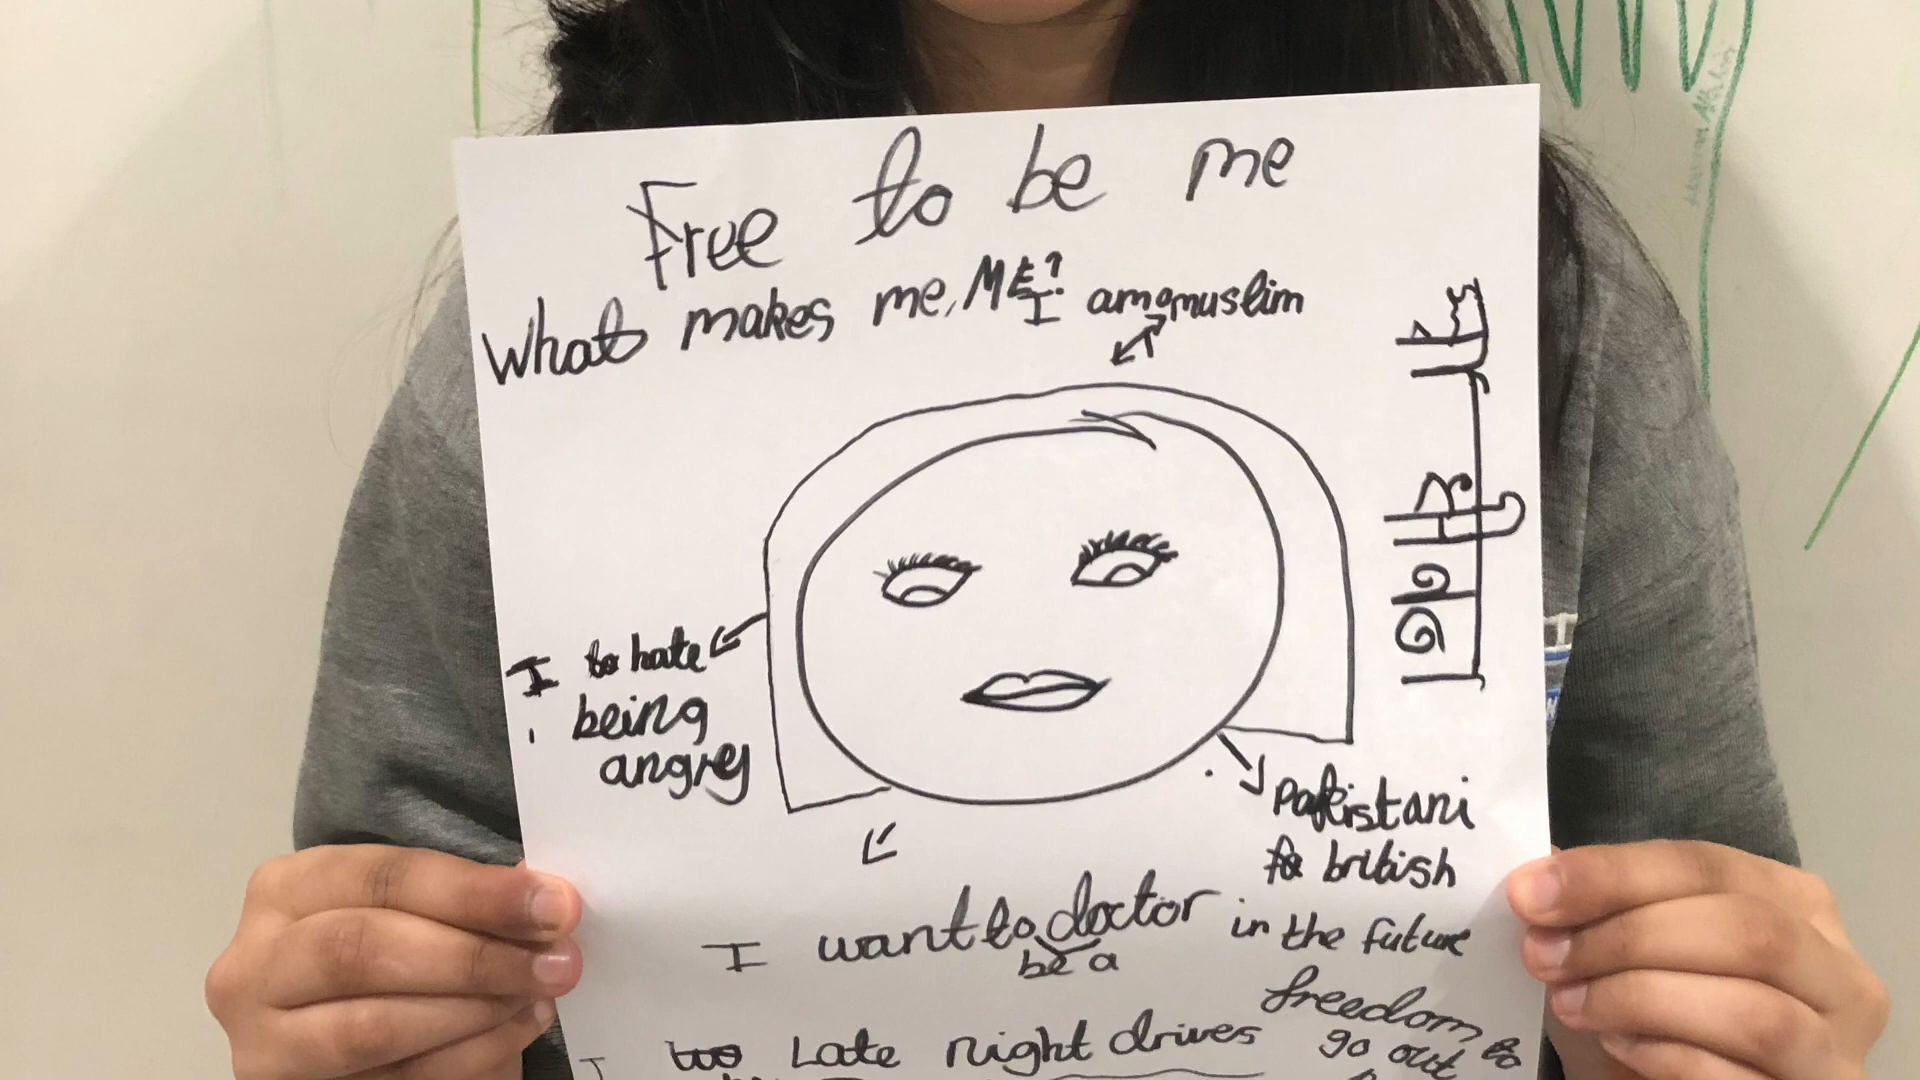 Free to be me
What makes me, ME?
I am a muslim
I hate
being
angrey
Pakistani
british
I want to be a doctor in the future
freedom to
go out
I Late night drives